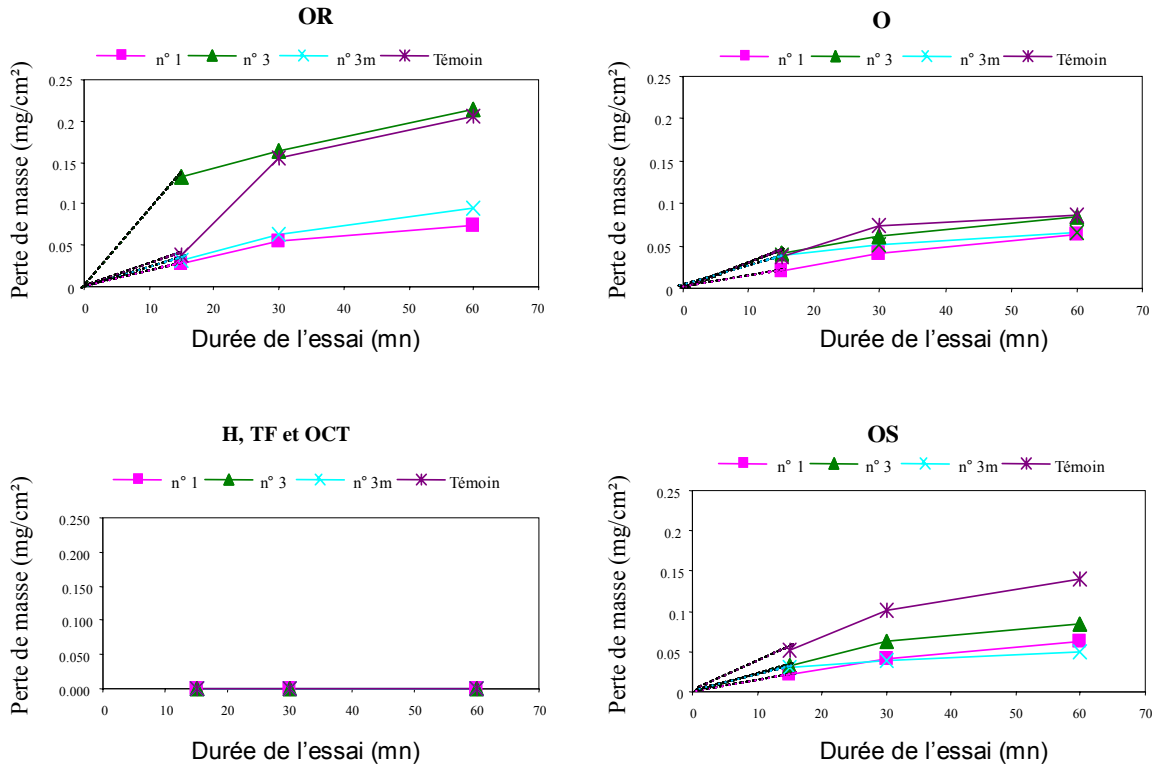 OR
n° 1 n° 3 n° 3m Témoin
Perte de masse (mg/cm²)
0.25
0.2
0.15
0.1
0.05
0
0 10 20 30 40 50 60 70
Durée de l'essai (mn)
O
n° 1 n° 3 n° 3m Témoin
Perte de masse (mg/cm²)
0.25
0.2
0.15
0.1
0.05
0
0 10 20 30 40 50 60 70
Durée de l'essai (mn)
H, TF et OCT
n° 1 n° 3 n° 3m Témoin
Perte de masse (mg/cm²)
0.250
0.200
0.150
0.100
0.050
0.000
0 10 20 30 40 50 60 70
Durée de l'essai (mn)
OS
n° 1 n° 3 n° 3m Témoin
Perte de masse (mg/cm²)
0.25
0.2
0.15
0.1
0.05
0
0 10 20 30 40 50 60 70
Durée de l'essai (mn)